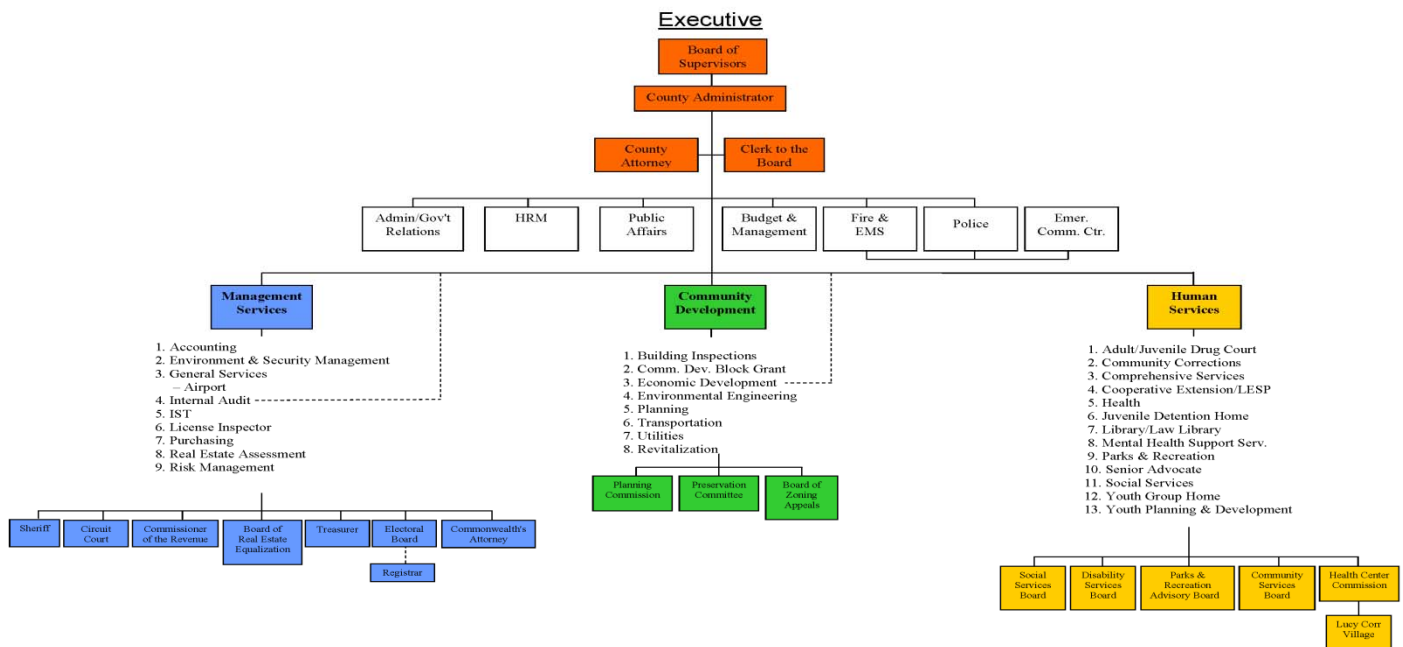 Executive
Board of
Supervisors
County Administrator
County
Attorney
Clerk to the
Board
Admin/Gov't
Relations
HRM
Public
Affairs
Budget &
Management
Fire &
EMS
Police
Emer.
Comm. Ctr.
Management
Services
1. Accounting
2. Environment & Security Management
3. General Services
– Airport
4. Internal Audit
5. IST
6. License Inspector
7. Purchasing
8. Real Estate Assessment
9. Risk Management
Sheriff
Circuit
Court
Commissioner
of the Revenue
Board of
Real Estate
Equalization
Treasurer
Electoral
Board
Registrar
Commonwealth's
Attorney
Community
Development
1. Building Inspections
2. Comm. Dev. Block Grant
3. Economic Development
4. Environmental Engineering
5. Planning
6. Transportation
7. Utilities
8. Revitalization
Planning
Commission
Preservation
Committee
Board of
Zoning
Appeals
Human
Services
1. Adult/Juvenile Drug Court
2. Community Corrections
3. Comprehensive Services
4. Cooperative Extension/LESP
5. Health
6. Juvenile Detention Home
7. Library/Law Library
8. Mental Health Support Serv.
9. Parks & Recreation
10. Senior Advocate
11. Social Services
12. Youth Group Home
13. Youth Planning & Development
Social
Services
Board
Disability
Services
Board
Parks &
Recreation
Advisory Board
Community
Services
Board
Health Center
Commission
Lucy Corr
Village